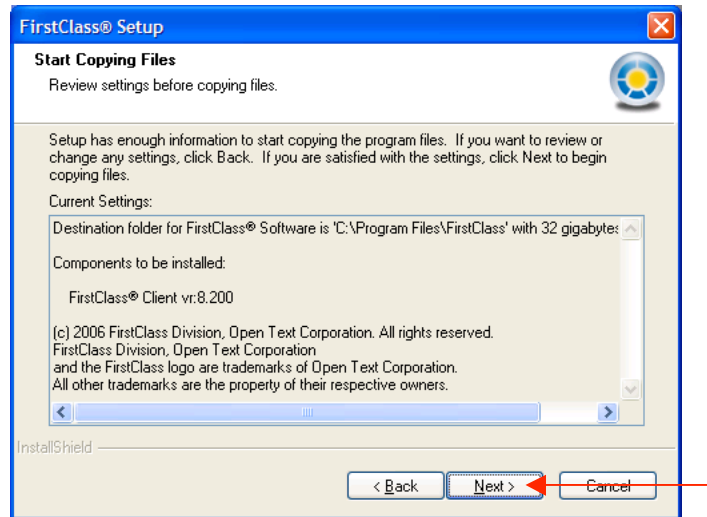 FirstClass® Setup
Start Copying Files
Review settings before copying files.
Setup has enough information to start copying the program files. If you want to review or
change any settings, click Back. If you are satisfied with the settings, click Next to begin
copying files.
Current Settings:
Destination folder for FirstClass® Software is 'C:\Program Files\FirstClass' with 32 gigabytes
Components to be installed:
FirstClass® Client vr:8.200
(c) 2006 FirstClass Division, Open Text Corporation. All rights reserved.
FirstClass Division, Open Text Corporation
and the FirstClass logo are trademarks of Open Text Corporation.
All other trademarks are the property of their respective owners.
InstallShield
< Back Next > Cancel